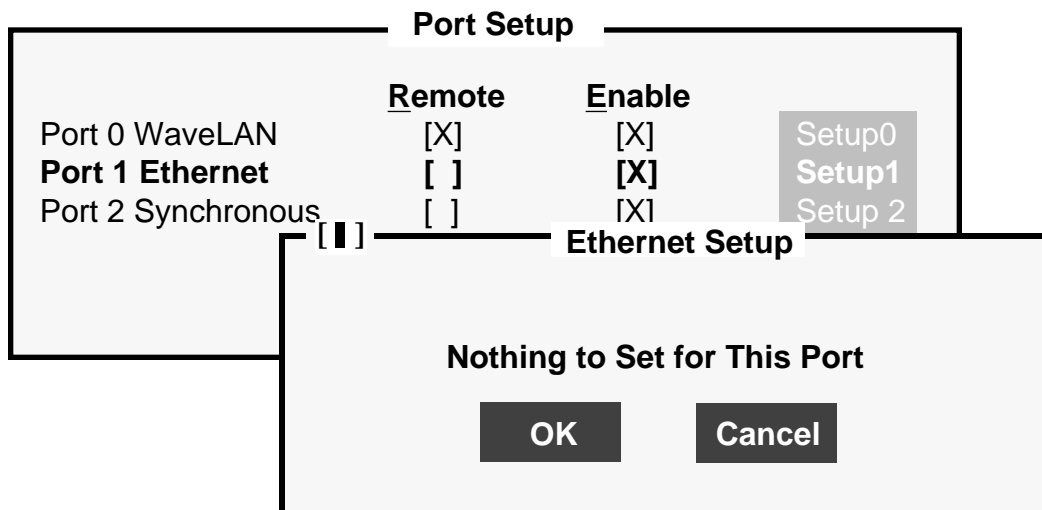 Port Setup
Remote Enable
Port 0 WaveLAN [X] [X] Setup0
Port 1 Ethernet [ ] [X] Setup1
Port 2 Synchronous [ ] [X] Setup 2
[▮]
Ethernet Setup
Nothing to Set for This Port
OK Cancel